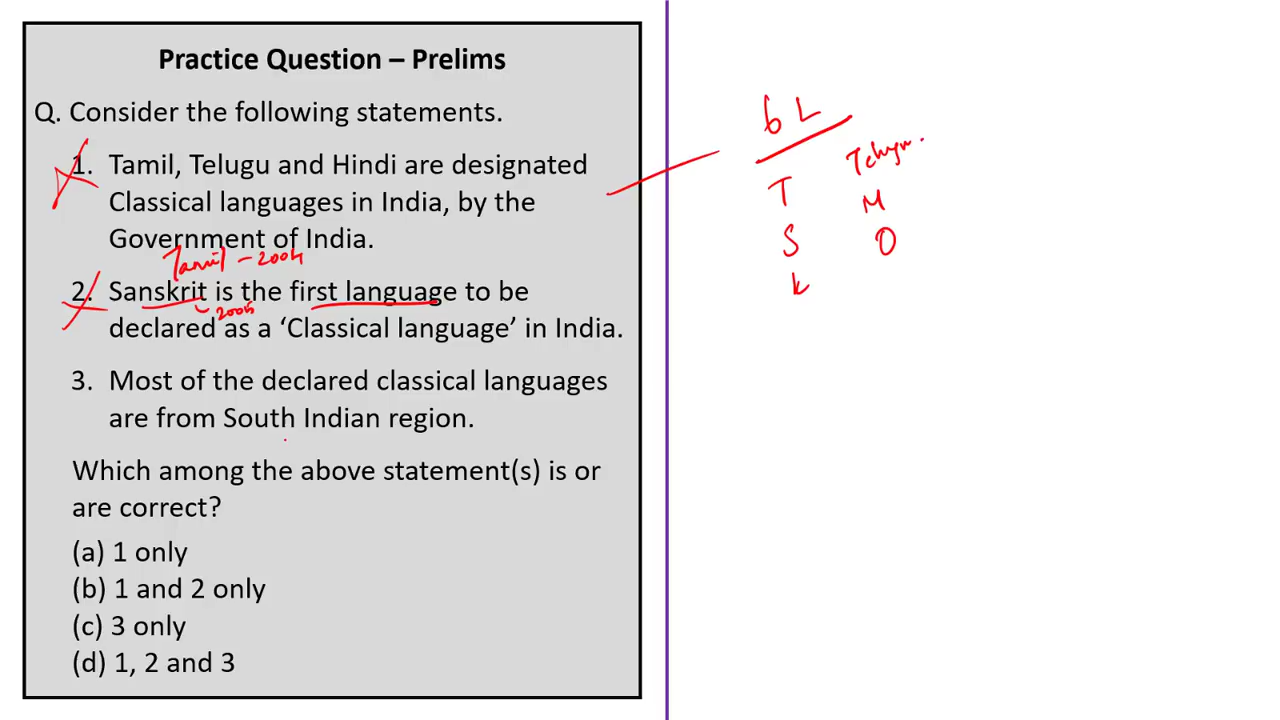 Practice Question – Prelims
Q. Consider the following statements.
1. Tamil, Telugu and Hindi are designated
Classical languages in India, by the
Government of India.
Tamil - 2004
2. Sanskrit is the first language to be
2005
declared as a ‘Classical language’ in India.
3. Most of the declared classical languages
are from South Indian region.
Which among the above statement(s) is or
are correct?
(a) 1 only
(b) 1 and 2 only
(c) 3 only
(d) 1, 2 and 3
6 L
T Telugu
S M
K O